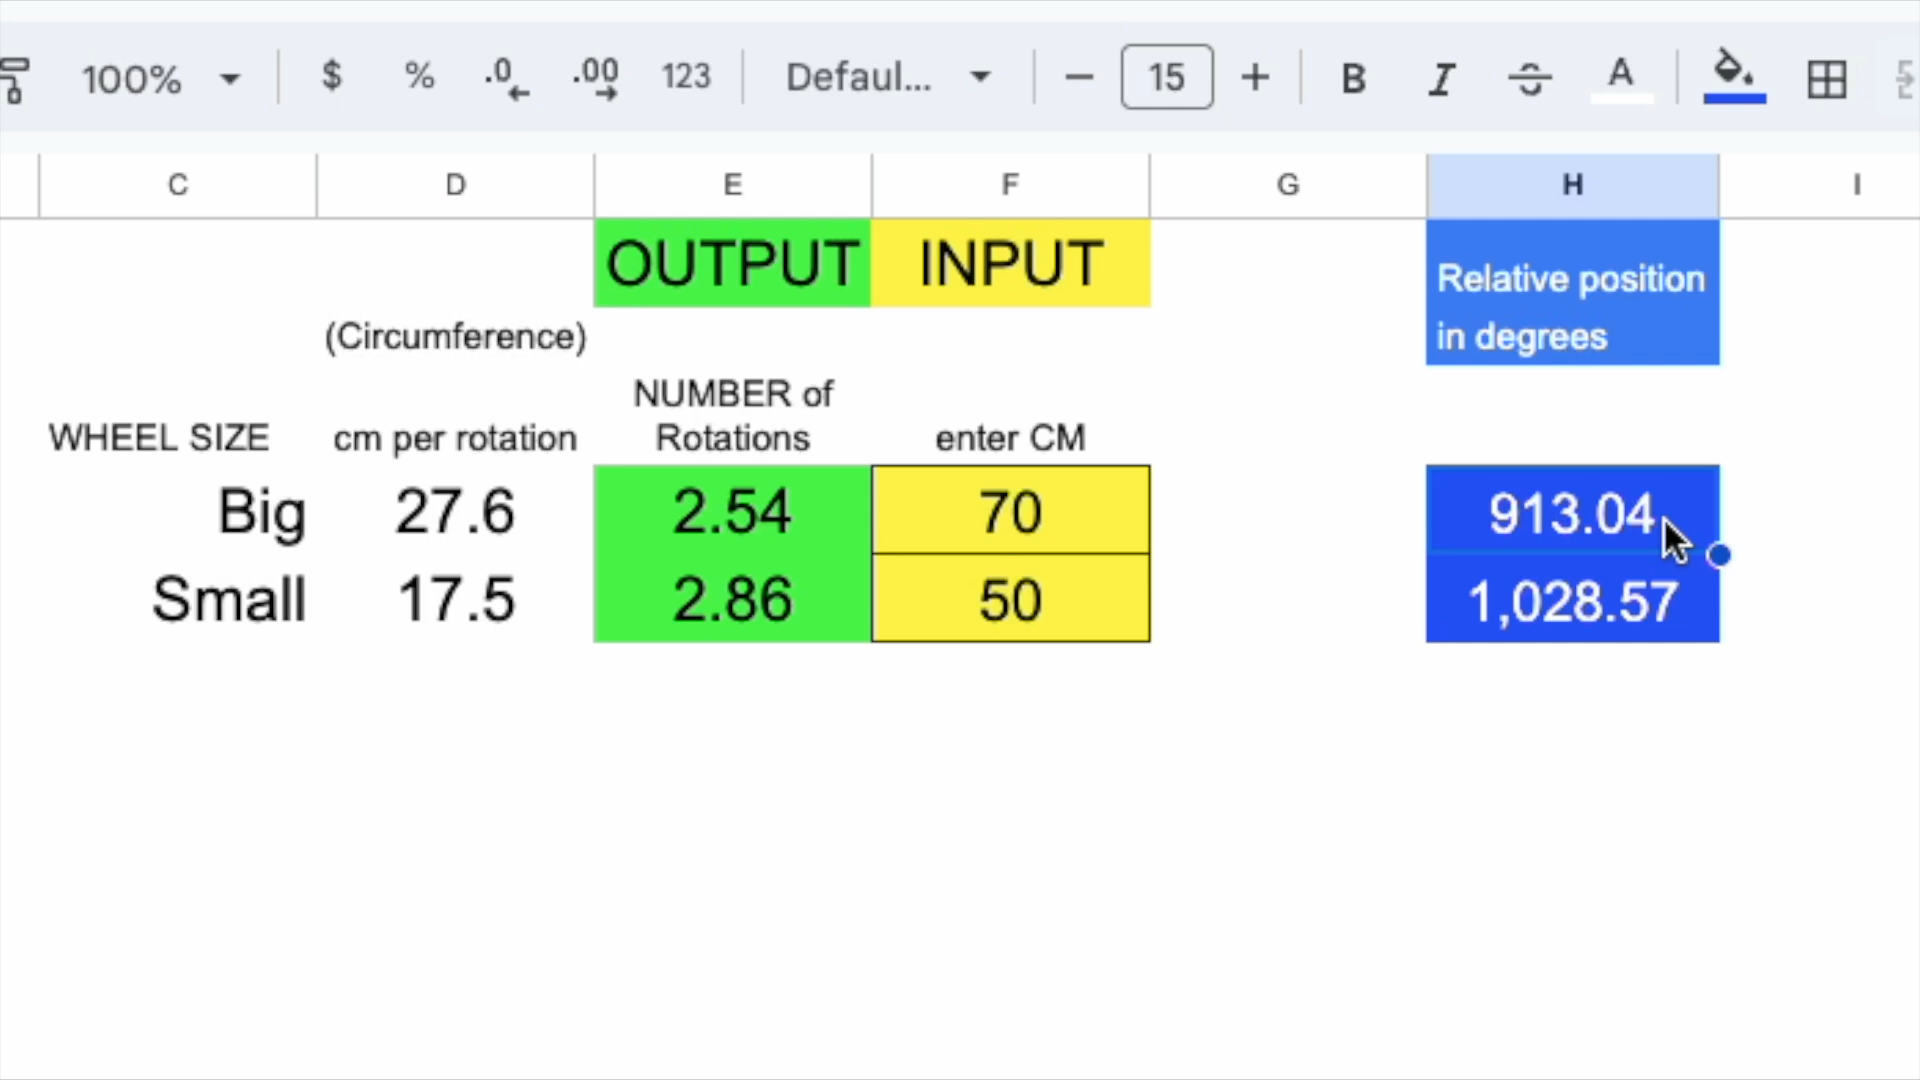 100% $ % .0 .00 123 Defaul... − 15 + B I S A
C D E F G H I
OUTPUT INPUT
Relative position
in degrees
(Circumference)
WHEEL SIZE cm per rotation NUMBER of
Rotations enter CM
Big 27.6 2.54 70 913.04
Small 17.5 2.86 50 1,028.57